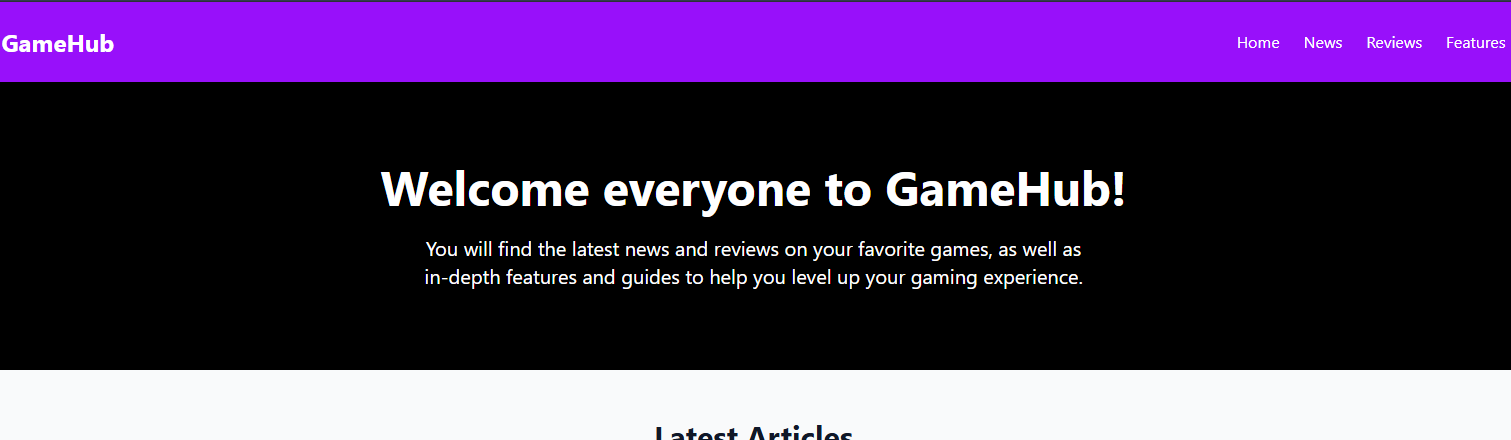 GameHub
Home News Reviews Features
Welcome everyone to GameHub!
You will find the latest news and reviews on your favorite games, as well as
in-depth features and guides to help you level up your gaming experience.
Latest Articles